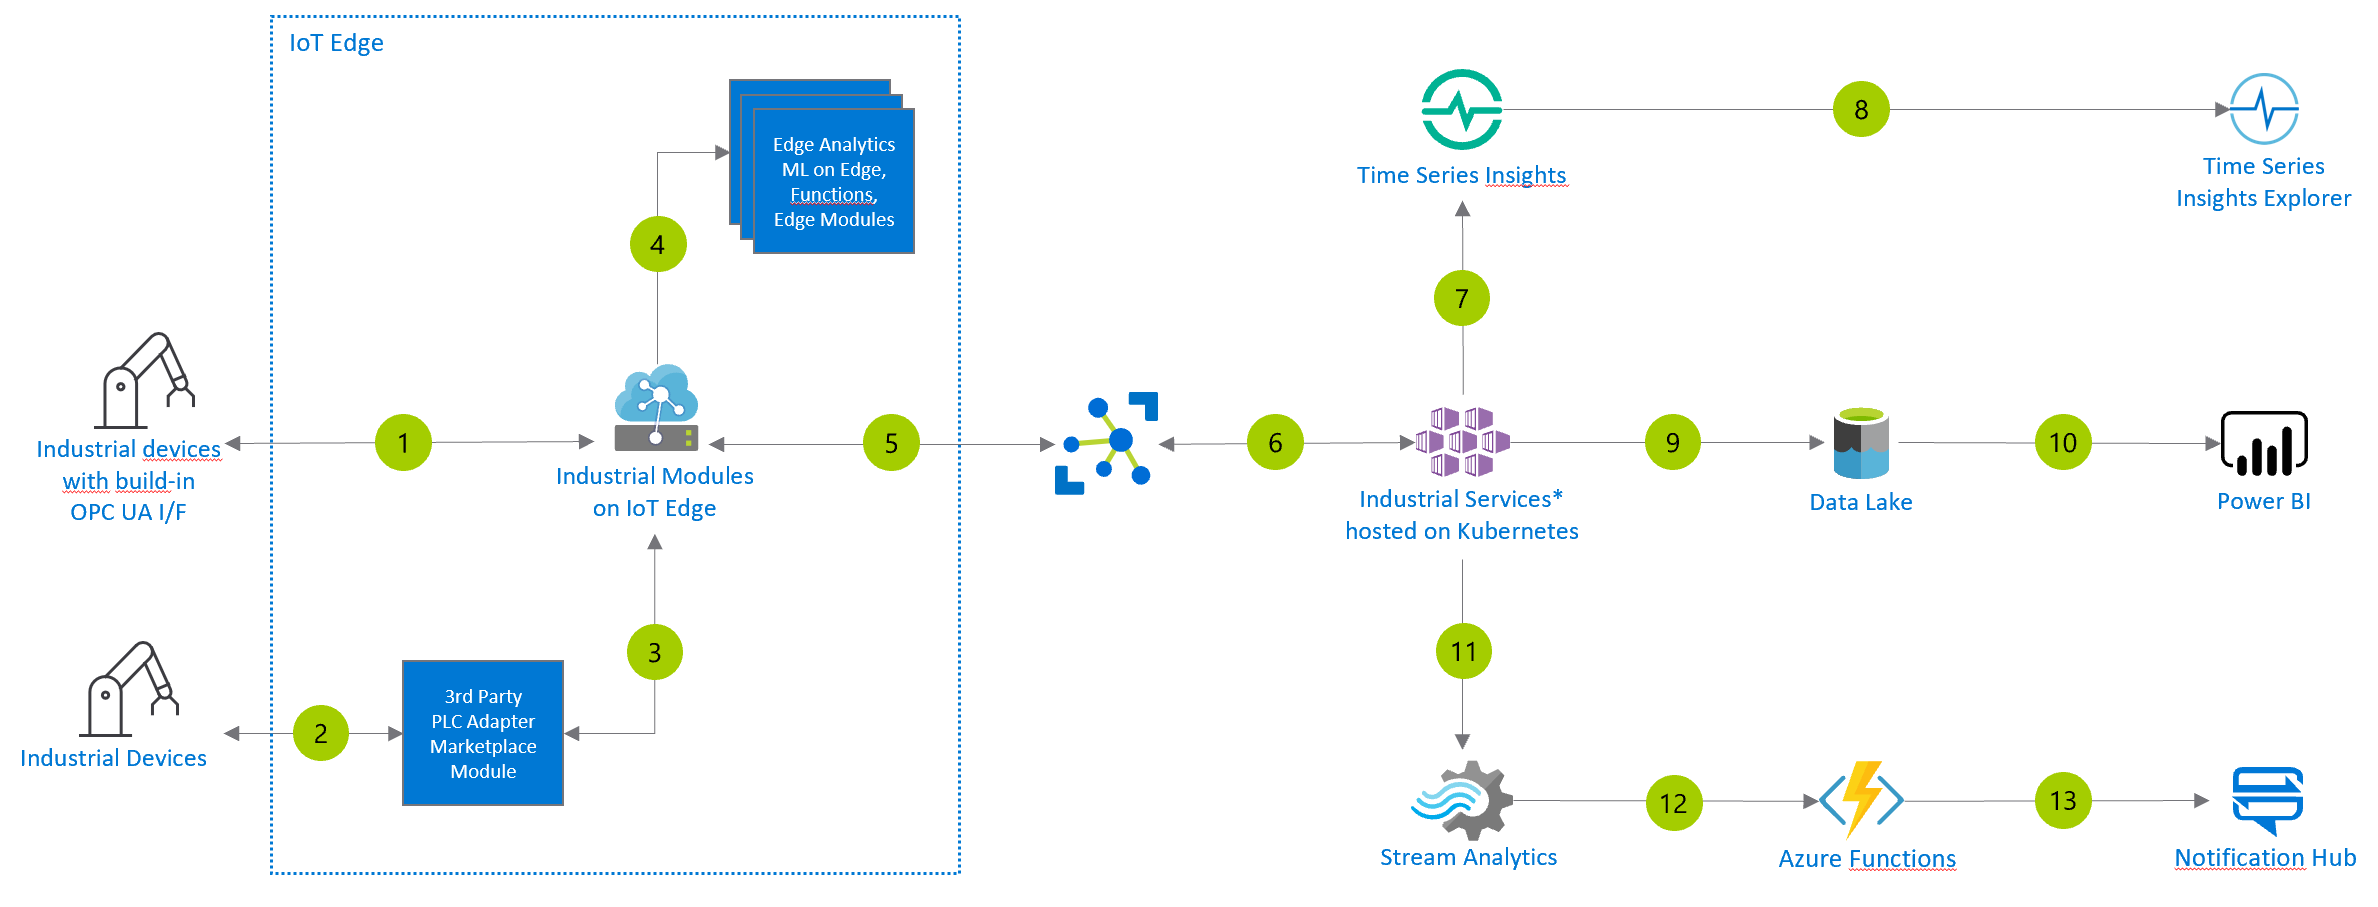 IoT Edge
Edge Analytics
ML on Edge,
Functions,
Edge Modules
4
Industrial devices
with build-in
OPC UA I/F
1
Industrial Modules
on IoT Edge
5
3
Industrial Devices
2
3rd Party
PLC Adapter
Marketplace
Module
6
Time Series Insights
8
Time Series
Insights Explorer
7
Industrial Services*
hosted on Kubernetes
9
Data Lake
10
Power BI
11
Stream Analytics
12
Azure Functions
13
Notification Hub